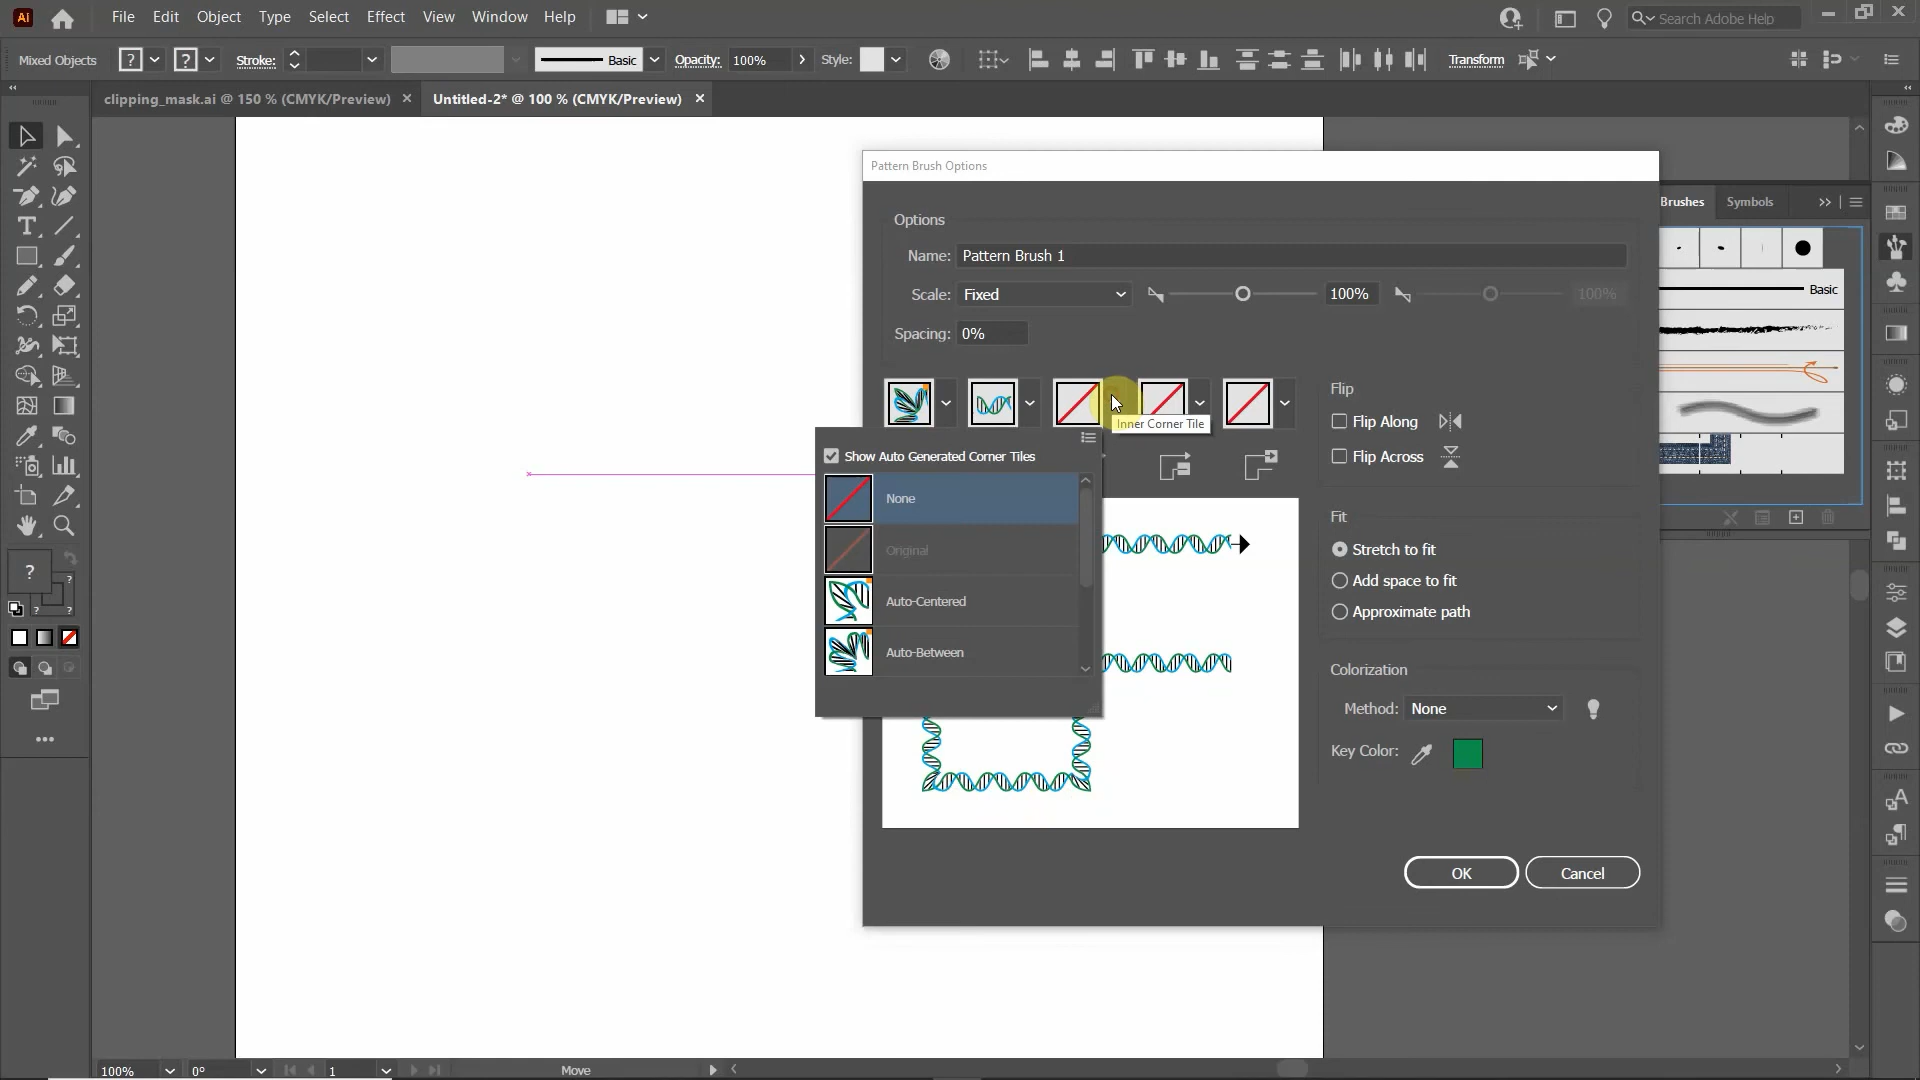 Ai File Edit Object Type Select Effect View Window Help Search Adobe Help
Mixed Objects ? ? Stroke: Basic Opacity: 100% Style: Transform
clipping_mask.ai @ 150 % (CMYK/Preview) × Untitled-2* @ 100 % (CMYK/Preview) ×
Pattern Brush Options
Options
Name: Pattern Brush 1
Scale: Fixed 100% 100%
Spacing: 0%
Inner Corner Tile
Show Auto Generated Corner Tiles
None
Original
Auto-Centered
Auto-Between
Flip
Flip Along
Flip Across
Fit
Stretch to fit
Add space to fit
Approximate path
Colorization
Method: None
Key Color:
OK Cancel
Brushes Symbols
Basic
?
?
? ?
100% 0° 1 Move